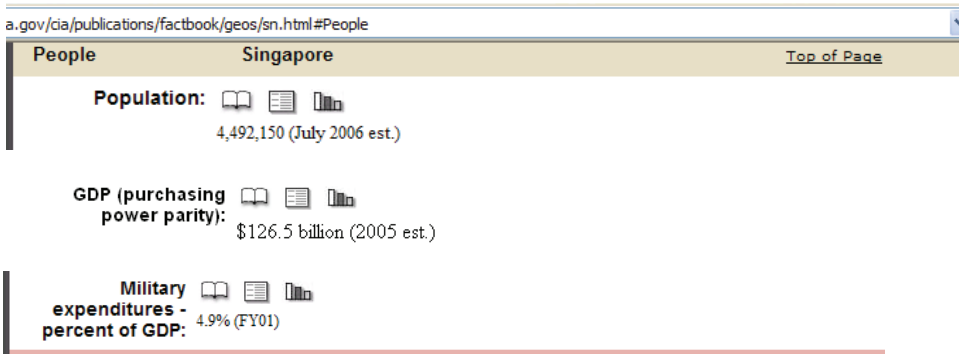 a.gov/cia/publications/factbook/geos/sn.html#People
People Singapore Top of Page
Population:
4,492,150 (July 2006 est.)
GDP (purchasing
power parity):
$126.5 billion (2005 est.)
Military
expenditures -
percent of GDP:
4.9% (FY01)